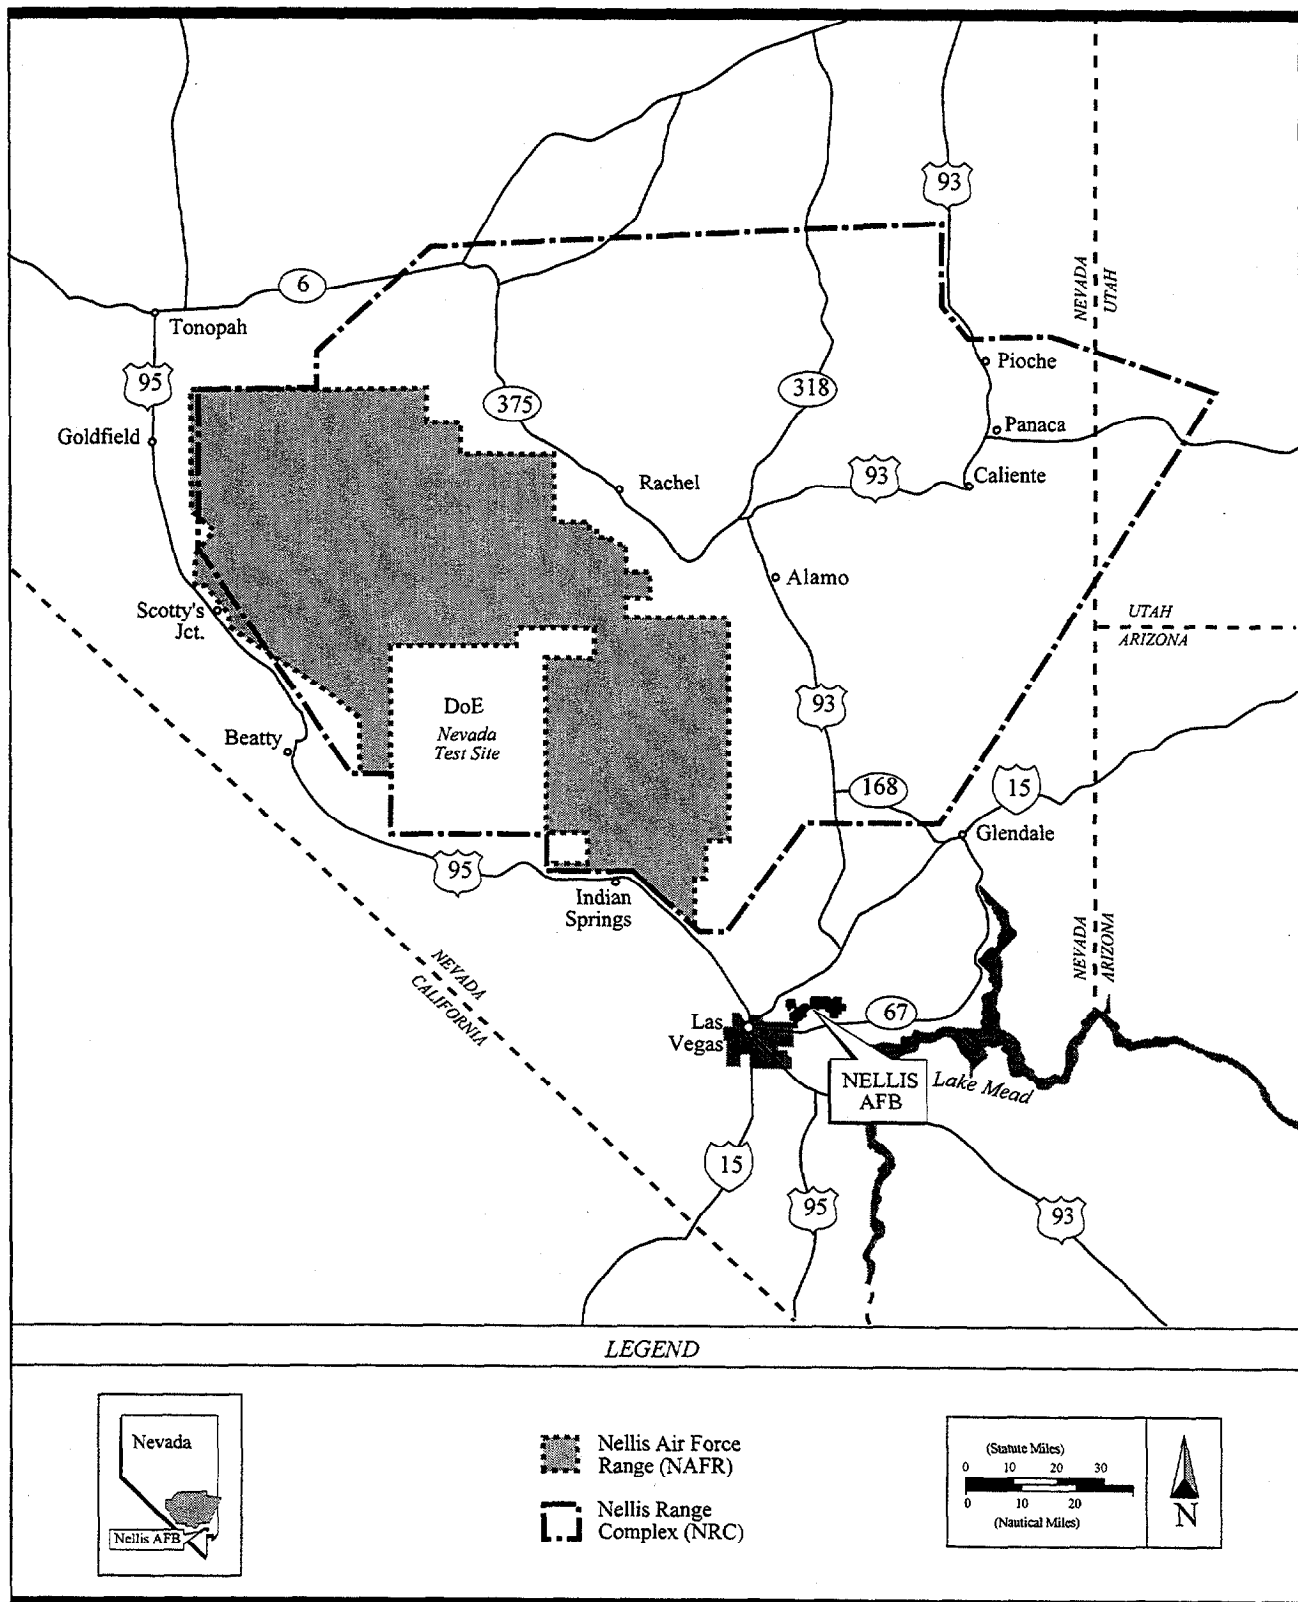 93
NEVADA
UTAH
6
Tonopah
Pioche
95
375
318
Goldfield
Panaca
93
Rachel
Caliente
Alamo
Scotty's
Jct.
UTAH
ARIZONA
DoE
Nevada
Test Site
93
Beatty
168
15
Glendale
95
Indian
Springs
NEVADA
CALIFORNIA
NEVADA
ARIZONA
67
Las
Vegas
NELLIS
AFB
Lake Mead
15
95
93
LEGEND
Nevada
Nellis AFB
Nellis Air Force
Range (NAFR)
Nellis Range
Complex (NRC)
(Statute Miles)
0 10 20 30
0 10 20
(Nautical Miles)
N